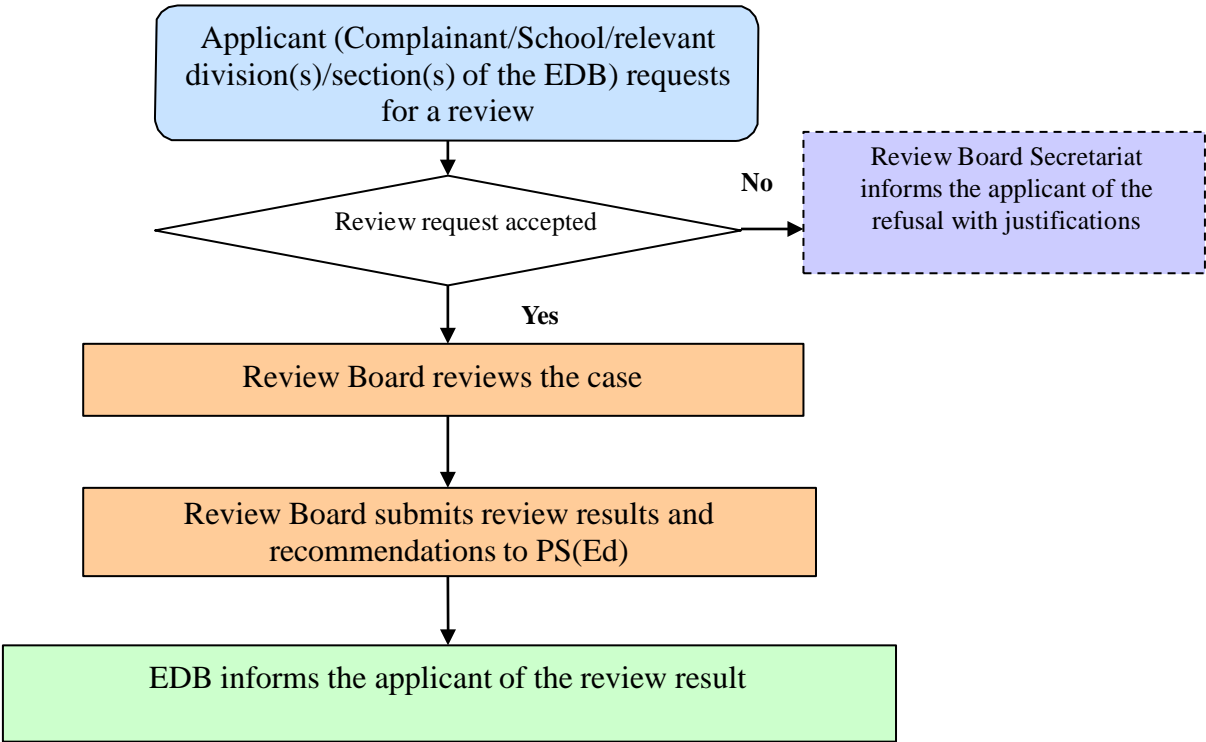 Applicant (Complainant/School/relevant
division(s)/section(s) of the EDB) requests
for a review
Review request accepted
No
Review Board Secretariat
informs the applicant of the
refusal with justifications
Yes
Review Board reviews the case
Review Board submits review results and
recommendations to PS(Ed)
EDB informs the applicant of the review result